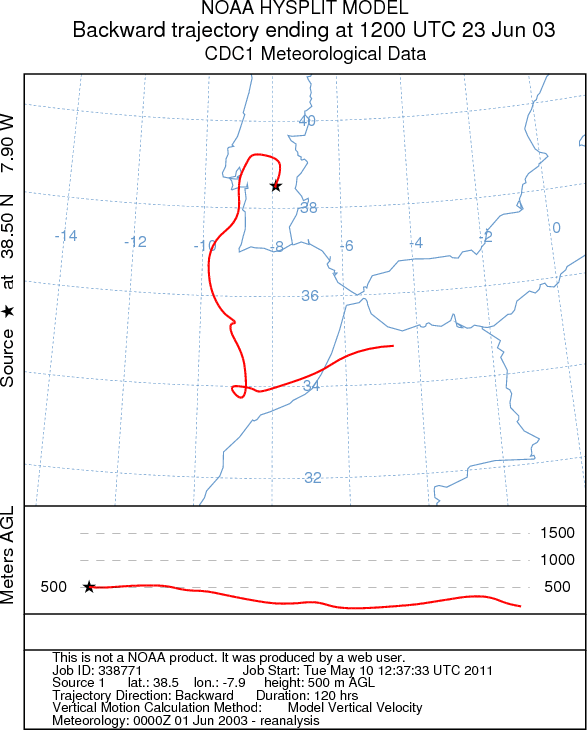 NOAA HYSPLIT MODEL
Backward trajectory ending at 1200 UTC 23 Jun 03
CDC1 Meteorological Data
Source ★ at 38.50 N 7.90 W
40
38
-14 -12 -10 -8 -6 -4 -2 0
36
34
32
Meters AGL
1500
1000
500 500
This is not a NOAA product. It was produced by a web user.
Job ID: 338771 Job Start: Tue May 10 12:37:33 UTC 2011
Source 1 lat.: 38.5 lon.: -7.9 height: 500 m AGL
Trajectory Direction: Backward Duration: 120 hrs
Vertical Motion Calculation Method: Model Vertical Velocity
Meteorology: 0000Z 01 Jun 2003 - reanalysis